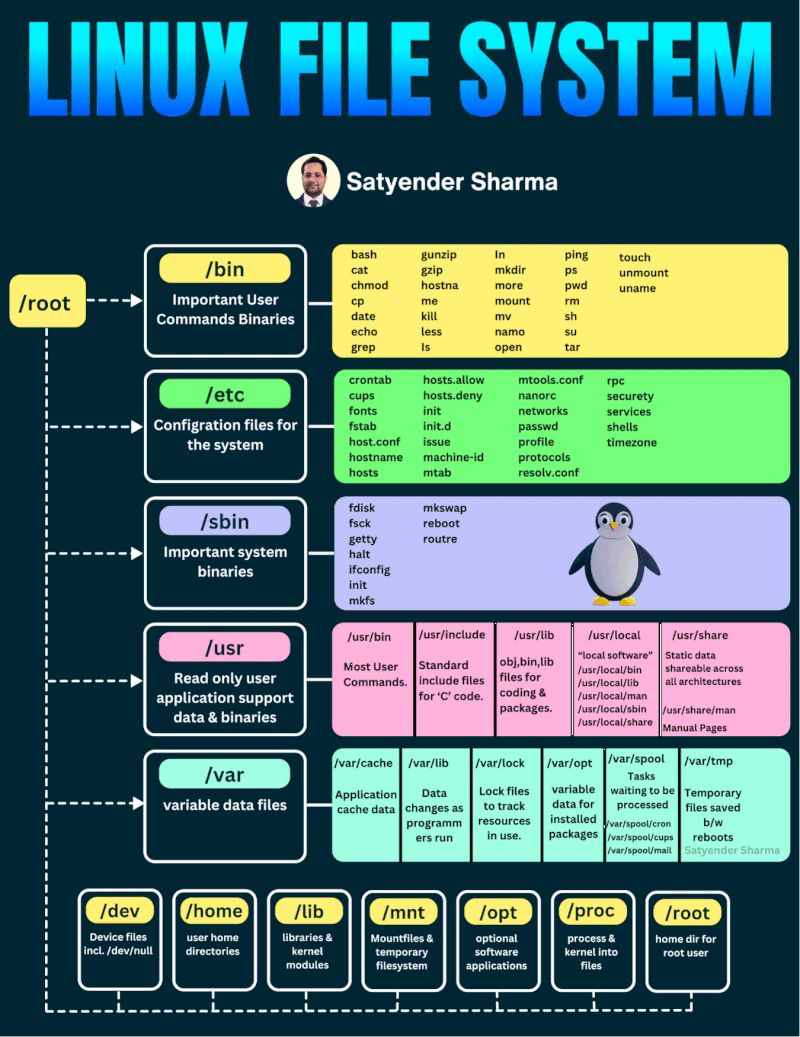 LINUX FILE SYSTEM
Satyender Sharma
/root
/bin
Important User
Commands Binaries
bash
cat
chmod
cp
date
echo
grep
gunzip
gzip
hostna
me
kill
less
Is
In
mkdir
more
mount
mv
namo
open
ping
ps
pwd
rm
sh
su
tar
touch
unmount
uname
/etc
Configration files for
the system
crontab
cups
fonts
fstab
host.conf
hostname
hosts
hosts.allow
hosts.deny
init
init.d
issue
machine-id
mtab
mtools.conf
nanorc
networks
passwd
profile
protocols
resolv.conf
rpc
securety
services
shells
timezone
/sbin
Important system
binaries
fdisk
fsck
getty
halt
ifconfig
init
mkfs
mkswap
reboot
routre
/usr
Read only user
application support
data & binaries
/usr/bin
Most User
Commands.
/usr/include
Standard
include files
for ‘C’ code.
/usr/lib
obj,bin,lib
files for
coding &
packages.
/usr/local
“local software”
/usr/local/bin
/usr/local/lib
/usr/local/man
/usr/local/sbin
/usr/local/share
/usr/share
Static data
shareable across
all architectures
/usr/share/man
Manual Pages
/var
variable data files
/var/cache
Application
cache data
/var/lib
Data
changes as
programm
ers run
/var/lock
Lock files
to track
resources
in use.
/var/opt
variable
data for
installed
packages
/var/spool
Tasks
waiting to be
processed
/var/spool/cron
/var/spool/cups
/var/spool/mail
/var/tmp
Temporary
files saved
b/w
reboots
Satyender Sharma
/dev
Device files
incl. /dev/null
/home
user home
directories
/lib
libraries &
kernel
modules
/mnt
Mountfiles &
temporary
filesystem
/opt
optional
software
applications
/proc
process &
kernel into
files
/root
home dir for
root user